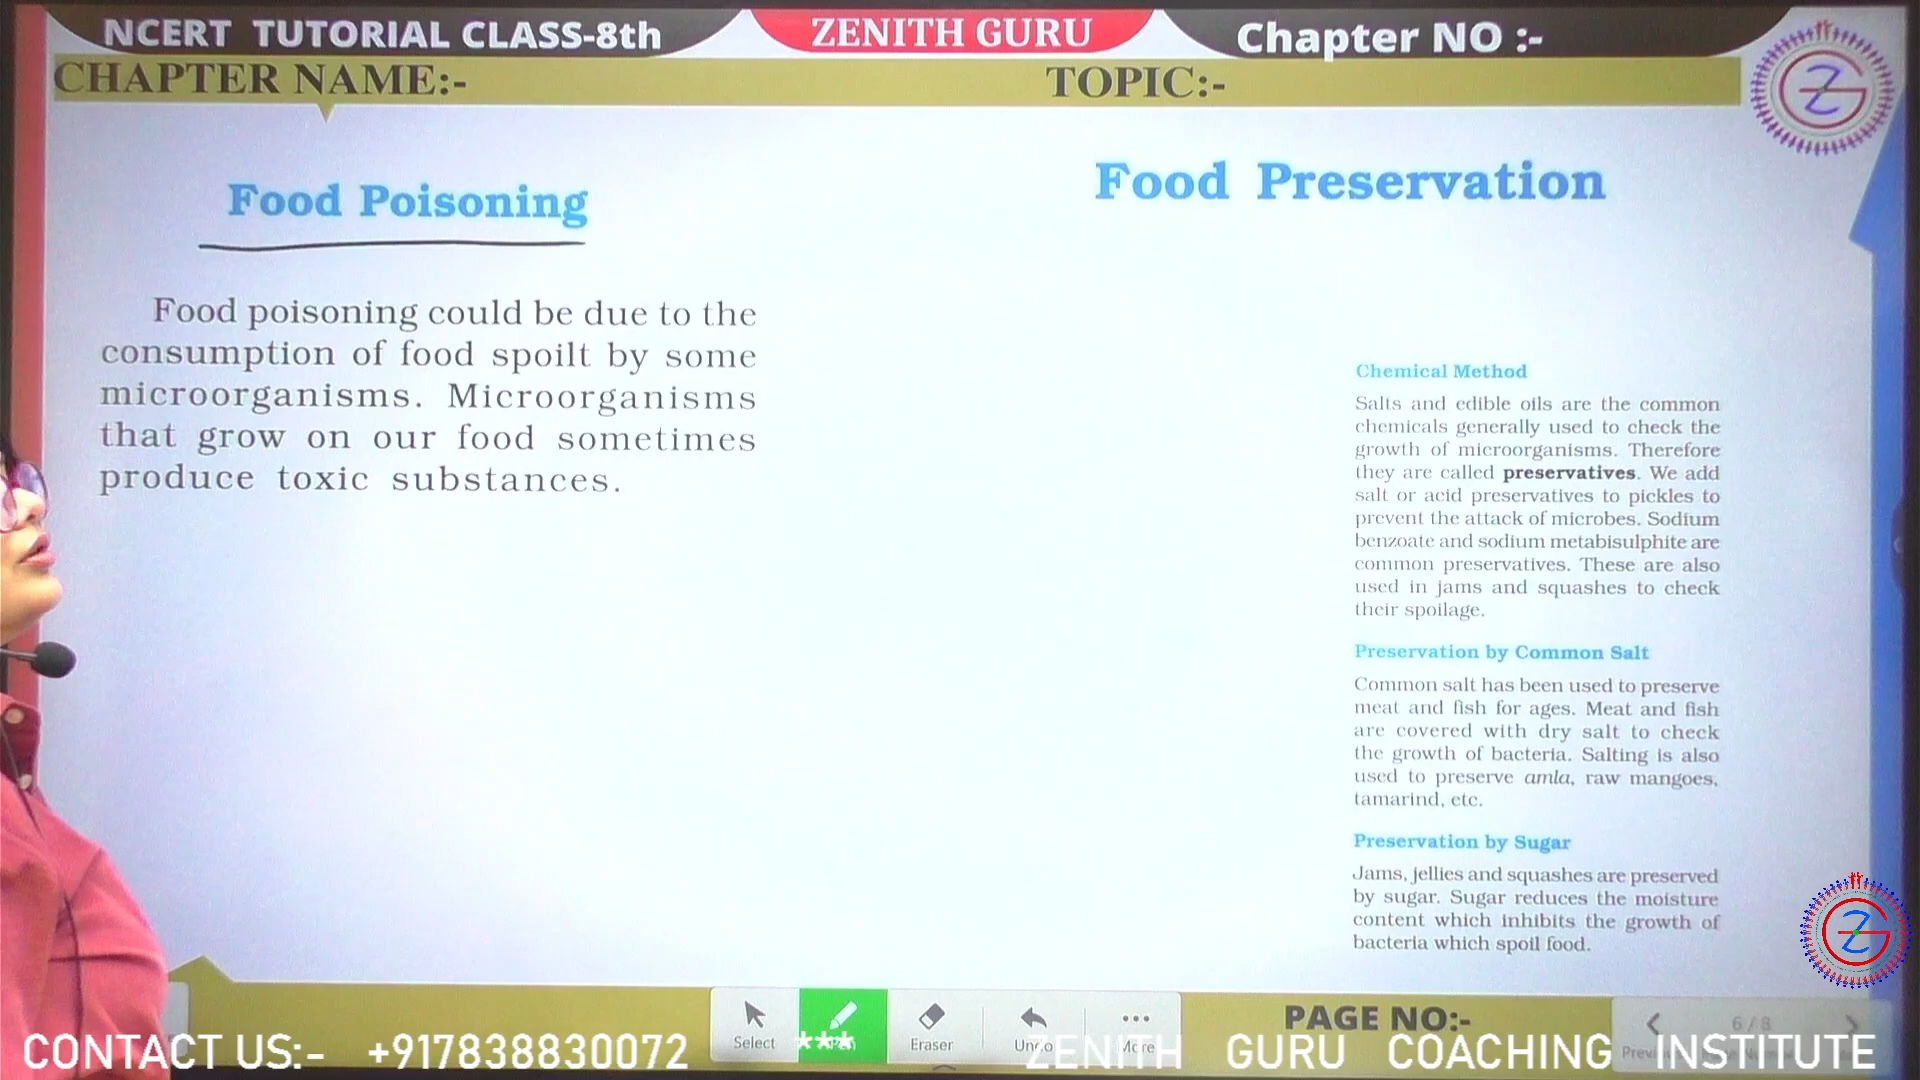 NCERT TUTORIAL CLASS-8th
ZENITH GURU
Chapter NO :-
CHAPTER NAME:-
TOPIC:-
Food Poisoning
Food poisoning could be due to the
consumption of food spoilt by some
microorganisms. Microorganisms
that grow on our food sometimes
produce toxic substances.
Food Preservation
Chemical Method
Salts and edible oils are the common
chemicals generally used to check the
growth of microorganisms. Therefore
they are called preservatives. We add
salt or acid preservatives to pickles to
prevent the attack of microbes. Sodium
benzoate and sodium metabisulphite are
common preservatives. These are also
used in jams and squashes to check
their spoilage.
Preservation by Common Salt
Common salt has been used to preserve
meat and fish for ages. Meat and fish
are covered with dry salt to check
the growth of bacteria. Salting is also
used to preserve amla, raw mangoes,
tamarind, etc.
Preservation by Sugar
Jams, jellies and squashes are preserved
by sugar. Sugar reduces the moisture
content which inhibits the growth of
bacteria which spoil food.
PAGE NO:-
6 / 8
Select
Eraser
Undo
More
CONTACT US:- +917838830072 *** ZENITH GURU COACHING INSTITUTE